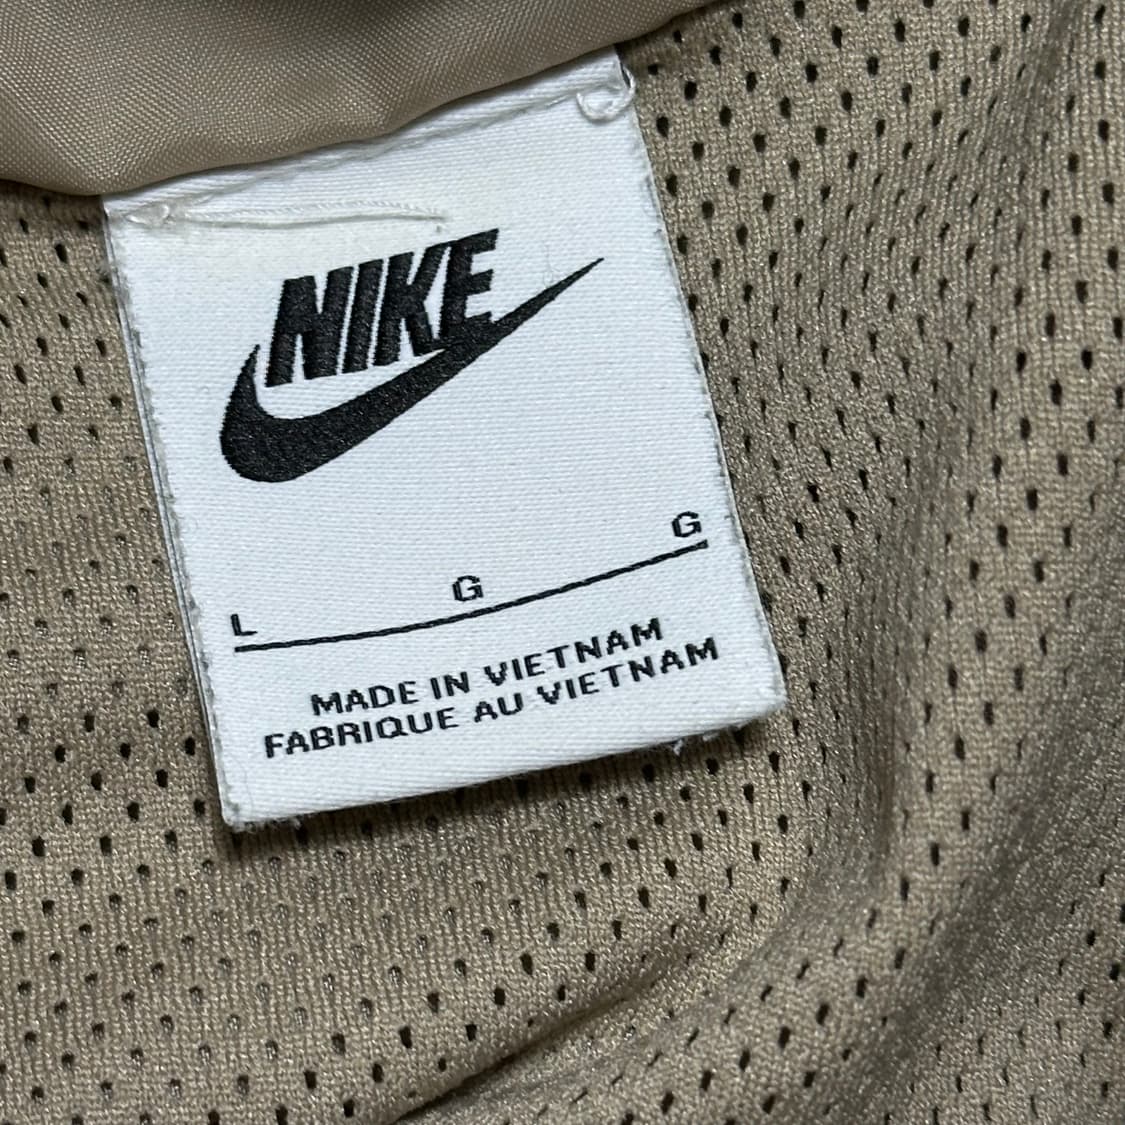 NIKE
L G G
MADE IN VIETNAM
FABRIQUE AU VIETNAM